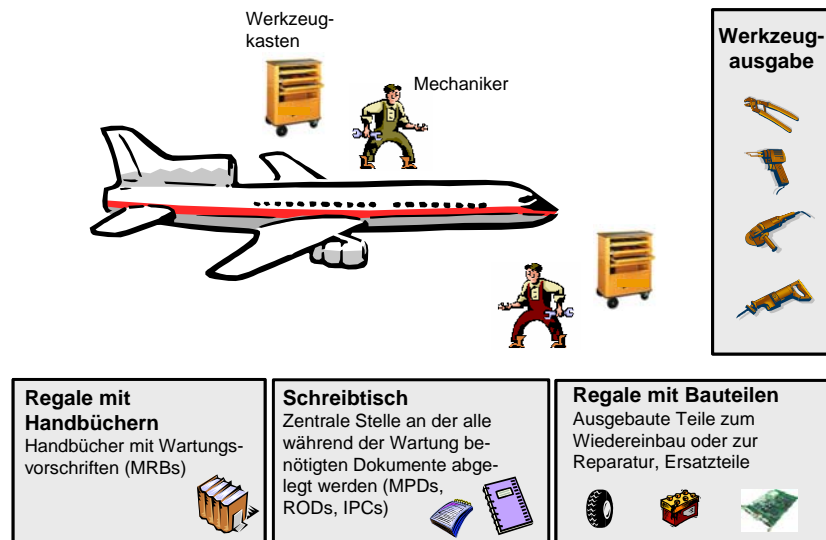 Werkzeug-
kasten
Mechaniker
Werkzeug-
ausgabe
Regale mit
Handbüchern
Handbücher mit Wartungs-
vorschriften (MRBs)
Schreibtisch
Zentrale Stelle an der alle
während der Wartung be-
nötigten Dokumente abge-
legt werden (MPDs,
RODs, IPCs)
Regale mit Bauteilen
Ausgebaute Teile zum
Wiedereinbau oder zur
Reparatur, Ersatzteile